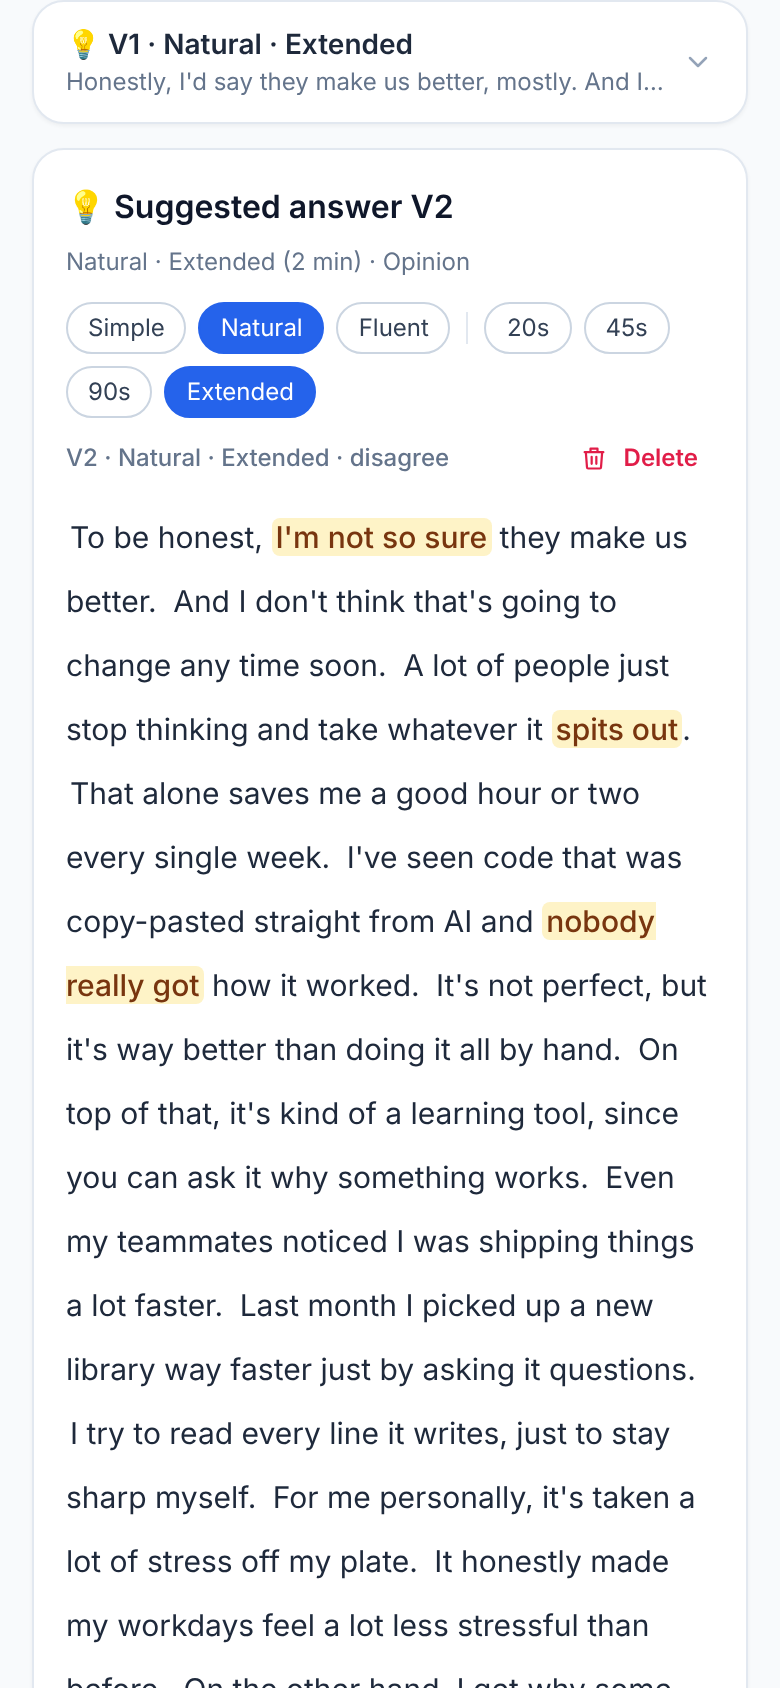 💡 V1 · Natural · Extended
Honestly, I'd say they make us better, mostly. And I...
💡 Suggested answer V2
Natural · Extended (2 min) · Opinion
Simple Natural Fluent 20s 45s
90s Extended
V2 · Natural · Extended · disagree Delete
To be honest, I'm not so sure they make us
better. And I don't think that's going to
change any time soon. A lot of people just
stop thinking and take whatever it spits out.
That alone saves me a good hour or two
every single week. I've seen code that was
copy-pasted straight from AI and nobody
really got how it worked. It's not perfect, but
it's way better than doing it all by hand. On
top of that, it's kind of a learning tool, since
you can ask it why something works. Even
my teammates noticed I was shipping things
a lot faster. Last month I picked up a new
library way faster just by asking it questions.
I try to read every line it writes, just to stay
sharp myself. For me personally, it's taken a
lot of stress off my plate. It honestly made
my workdays feel a lot less stressful than
before. On the other hand, I get why some